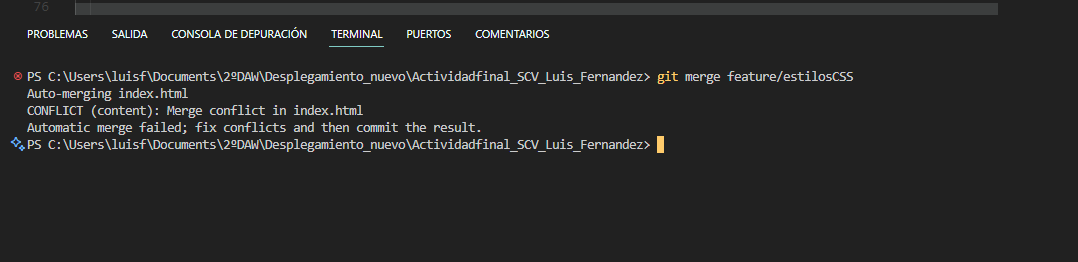 76
PROBLEMAS SALIDA CONSOLA DE DEPURACIÓN TERMINAL PUERTOS COMENTARIOS
PS C:\Users\luisf\Documents\2ºDAW\Desplegamiento_nuevo\Actividadfinal_SCV_Luis_Fernandez> git merge feature/estilosCSS
Auto-merging index.html
CONFLICT (content): Merge conflict in index.html
Automatic merge failed; fix conflicts and then commit the result.
PS C:\Users\luisf\Documents\2ºDAW\Desplegamiento_nuevo\Actividadfinal_SCV_Luis_Fernandez>